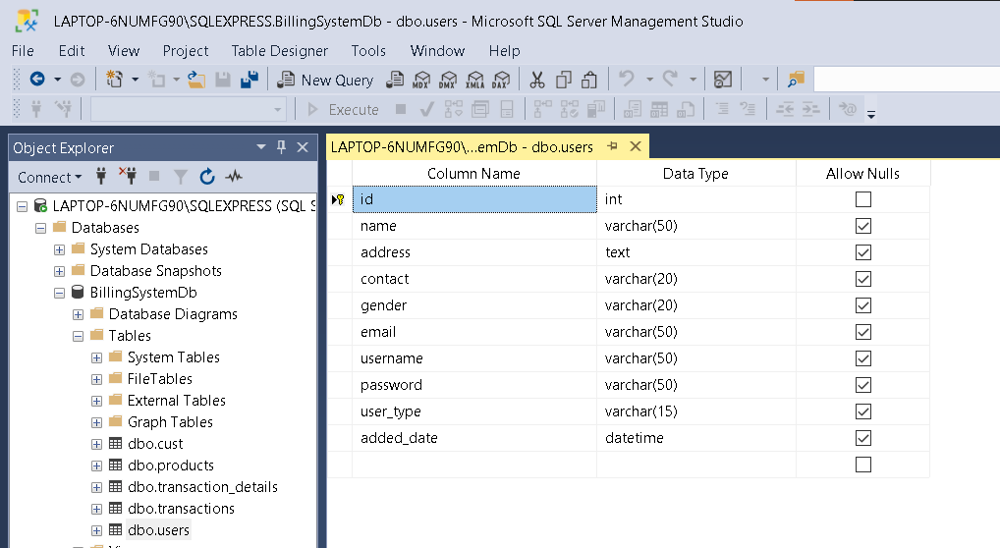 LAPTOP-6NUMFG90\SQLEXPRESS.BillingSystemDb - dbo.users - Microsoft SQL Server Management Studio
File Edit View Project Table Designer Tools Window Help
New Query MDX DMX XMLA DAX
Execute
Object Explorer
Connect
LAPTOP-6NUMFG90\SQLEXPRESS (SQL S
Databases
System Databases
Database Snapshots
BillingSystemDb
Database Diagrams
Tables
System Tables
FileTables
External Tables
Graph Tables
dbo.cust
dbo.products
dbo.transaction_details
dbo.transactions
dbo.users
LAPTOP-6NUMFG90\...emDb - dbo.users
Column Name Data Type Allow Nulls
id int
name varchar(50)
address text
contact varchar(20)
gender varchar(20)
email varchar(50)
username varchar(50)
password varchar(50)
user_type varchar(15)
added_date datetime